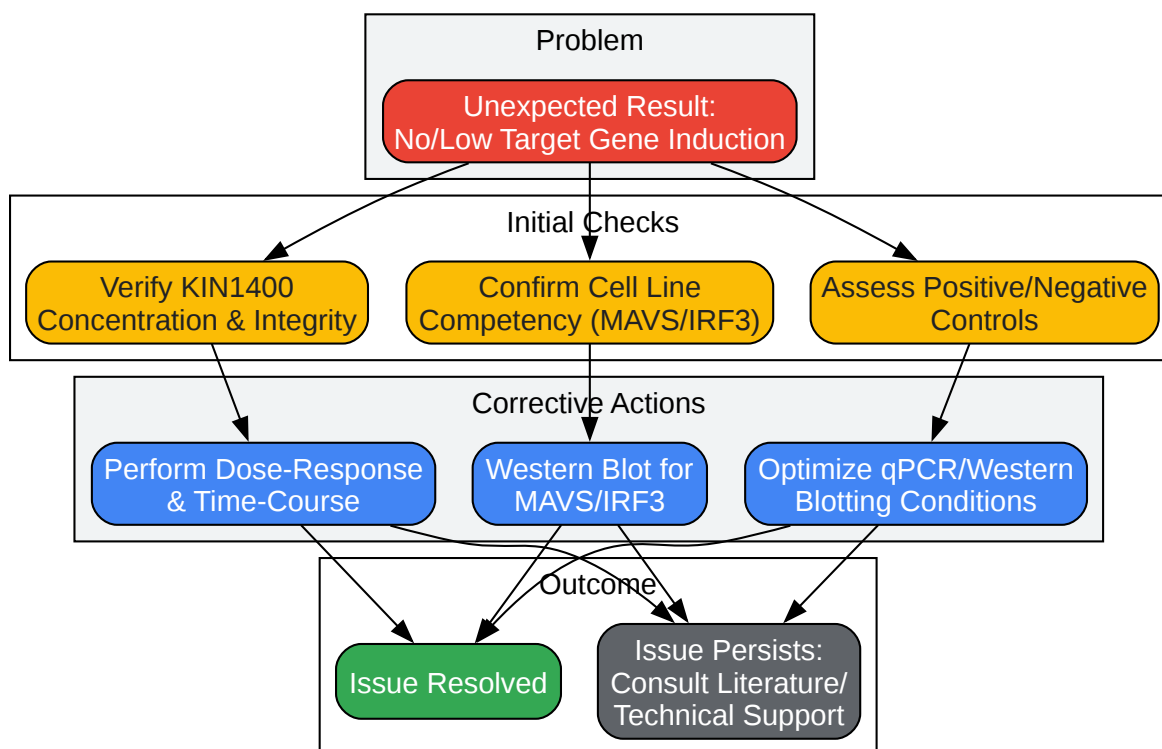 Problem
Unexpected Result:
No/Low Target Gene Induction
Initial Checks
Verify KIN1400
Concentration & Integrity
Confirm Cell Line
Competency (MAVS/IRF3)
Assess Positive/Negative
Controls
Corrective Actions
Perform Dose-Response
& Time-Course
Western Blot for
MAVS/IRF3
Optimize qPCR/Western
Blotting Conditions
Outcome
Issue Resolved
Issue Persists:
Consult Literature/
Technical Support